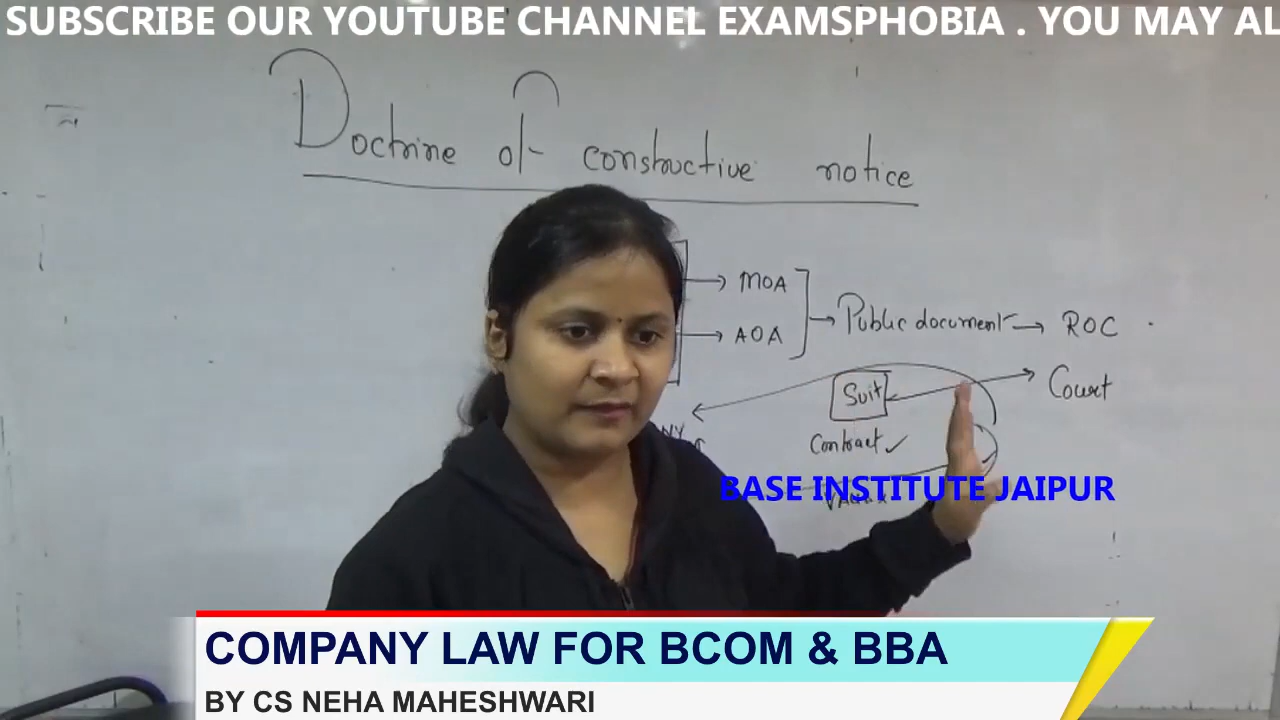 SUBSCRIBE OUR YOUTUBE CHANNEL EXAMSPHOBIA . YOU MAY AL
Doctrine of constructive notice
MOA
AOA
Public document
ROC
Suit
Court
Contract ✓
BASE INSTITUTE JAIPUR
COMPANY LAW FOR BCOM & BBA
BY CS NEHA MAHESHWARI